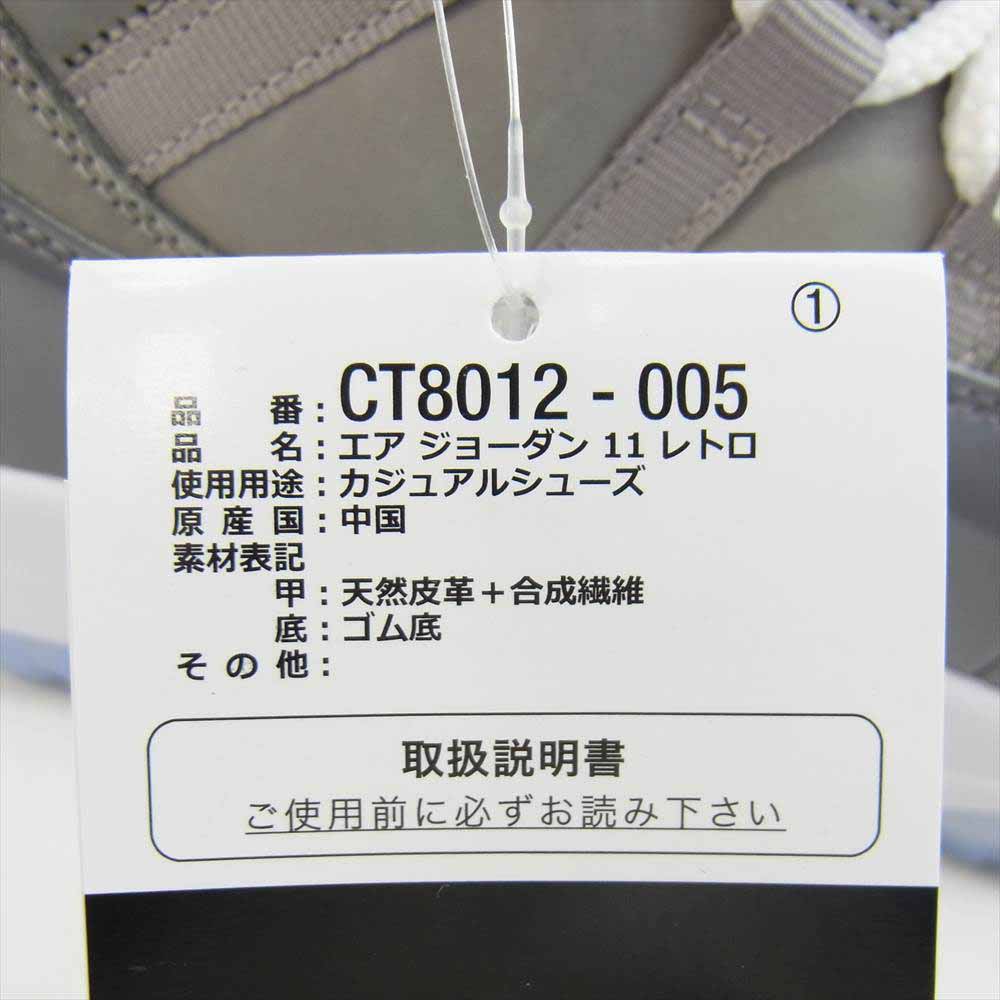 ①
品番：CT8012 - 005
品名：エア ジョーダン 11 レトロ
使用用途：カジュアルシューズ
原産国：中国
素材表記
甲：天然皮革＋合成繊維
底：ゴム底
その他：
取扱説明書
ご使用前に必ずお読み下さい